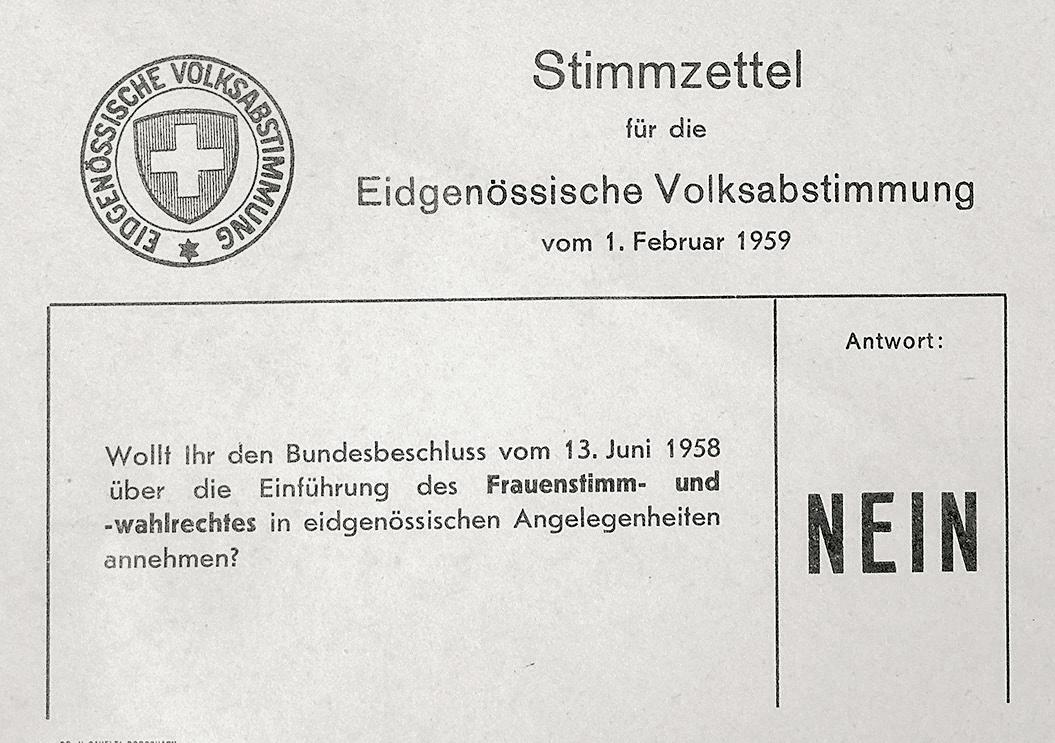 EIDGENÖSSISCHE VOLKSABSTIMMUNG
Stimmzettel
für die
Eidgenössische Volksabstimmung
vom 1. Februar 1959
Antwort:
Wollt Ihr den Bundesbeschluss vom 13. Juni 1958
über die Einführung des Frauenstimm- und
-wahlrechtes in eidgenössischen Angelegenheiten
annehmen?
NEIN